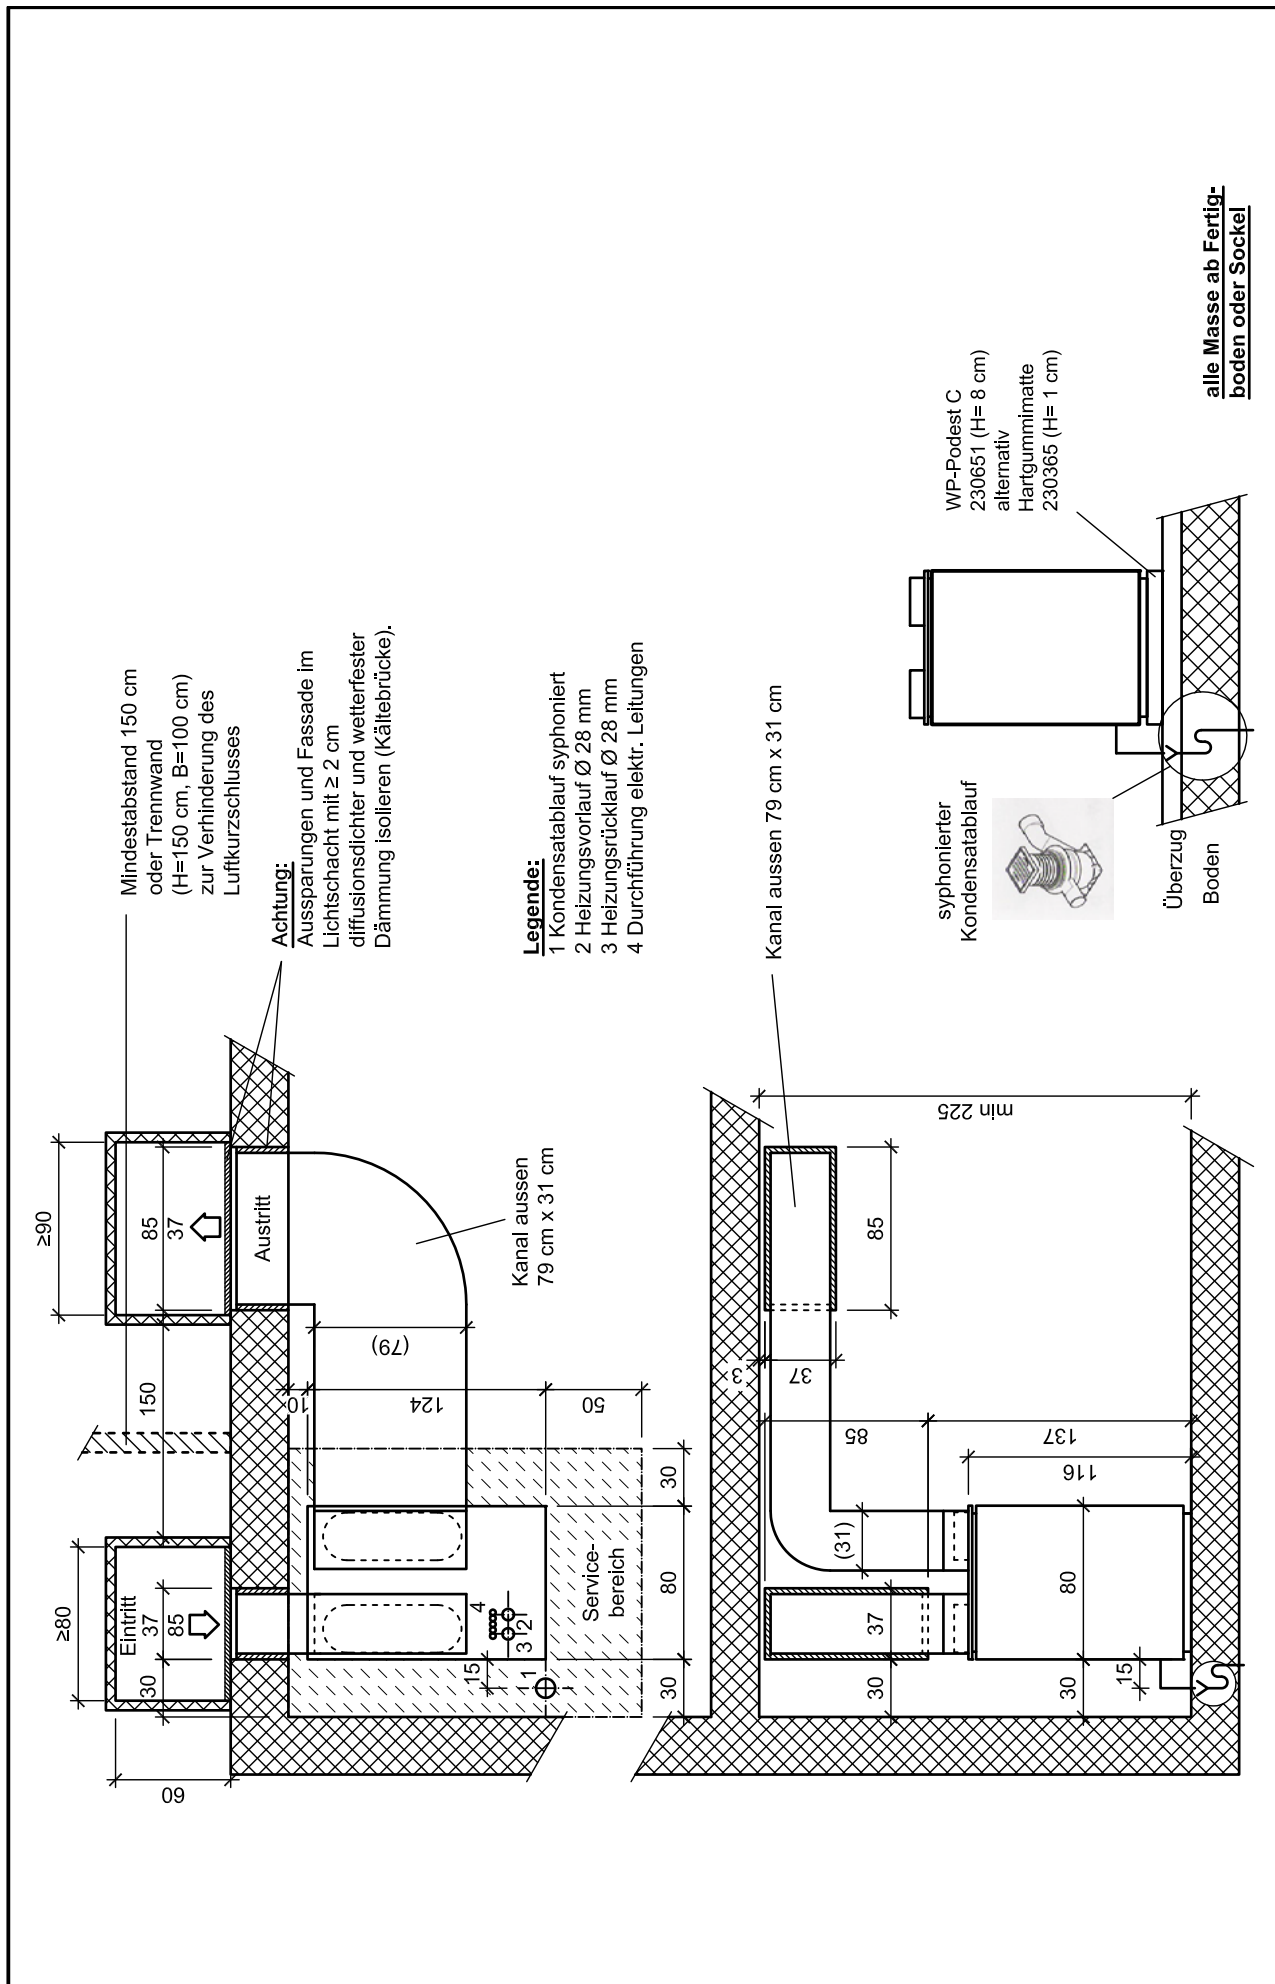 Mindestabstand 150 cm
oder Trennwand
(H=150 cm, B=100 cm)
zur Verhinderung des
Luftkurzschlusses
Achtung:
Aussparungen und Fassade im
Lichtschacht mit ≥ 2 cm
diffusionsdichter und wetterfester
Dämmung isolieren (Kältebrücke).
Legende:
1 Kondensatablauf syphoniert
2 Heizungsvorlauf Ø 28 mm
3 Heizungsrücklauf Ø 28 mm
4 Durchführung elektr. Leitungen
≥80
150
≥90
60
Eintritt
30
37
85
85
37
Austritt
Kanal aussen
79 cm x 31 cm
(79)
10
124
50
15
1
3
2
4
Service-
bereich
30
80
30
Kanal aussen 79 cm x 31 cm
min 225
85
3
37
85
137
116
(31)
37
30
80
30
15
WP-Podest C
230651 (H= 8 cm)
alternativ
Hartgummimatte
230365 (H= 1 cm)
syphonierter
Kondensatablauf
Überzug
Boden
alle Masse ab Fertig-
boden oder Sockel